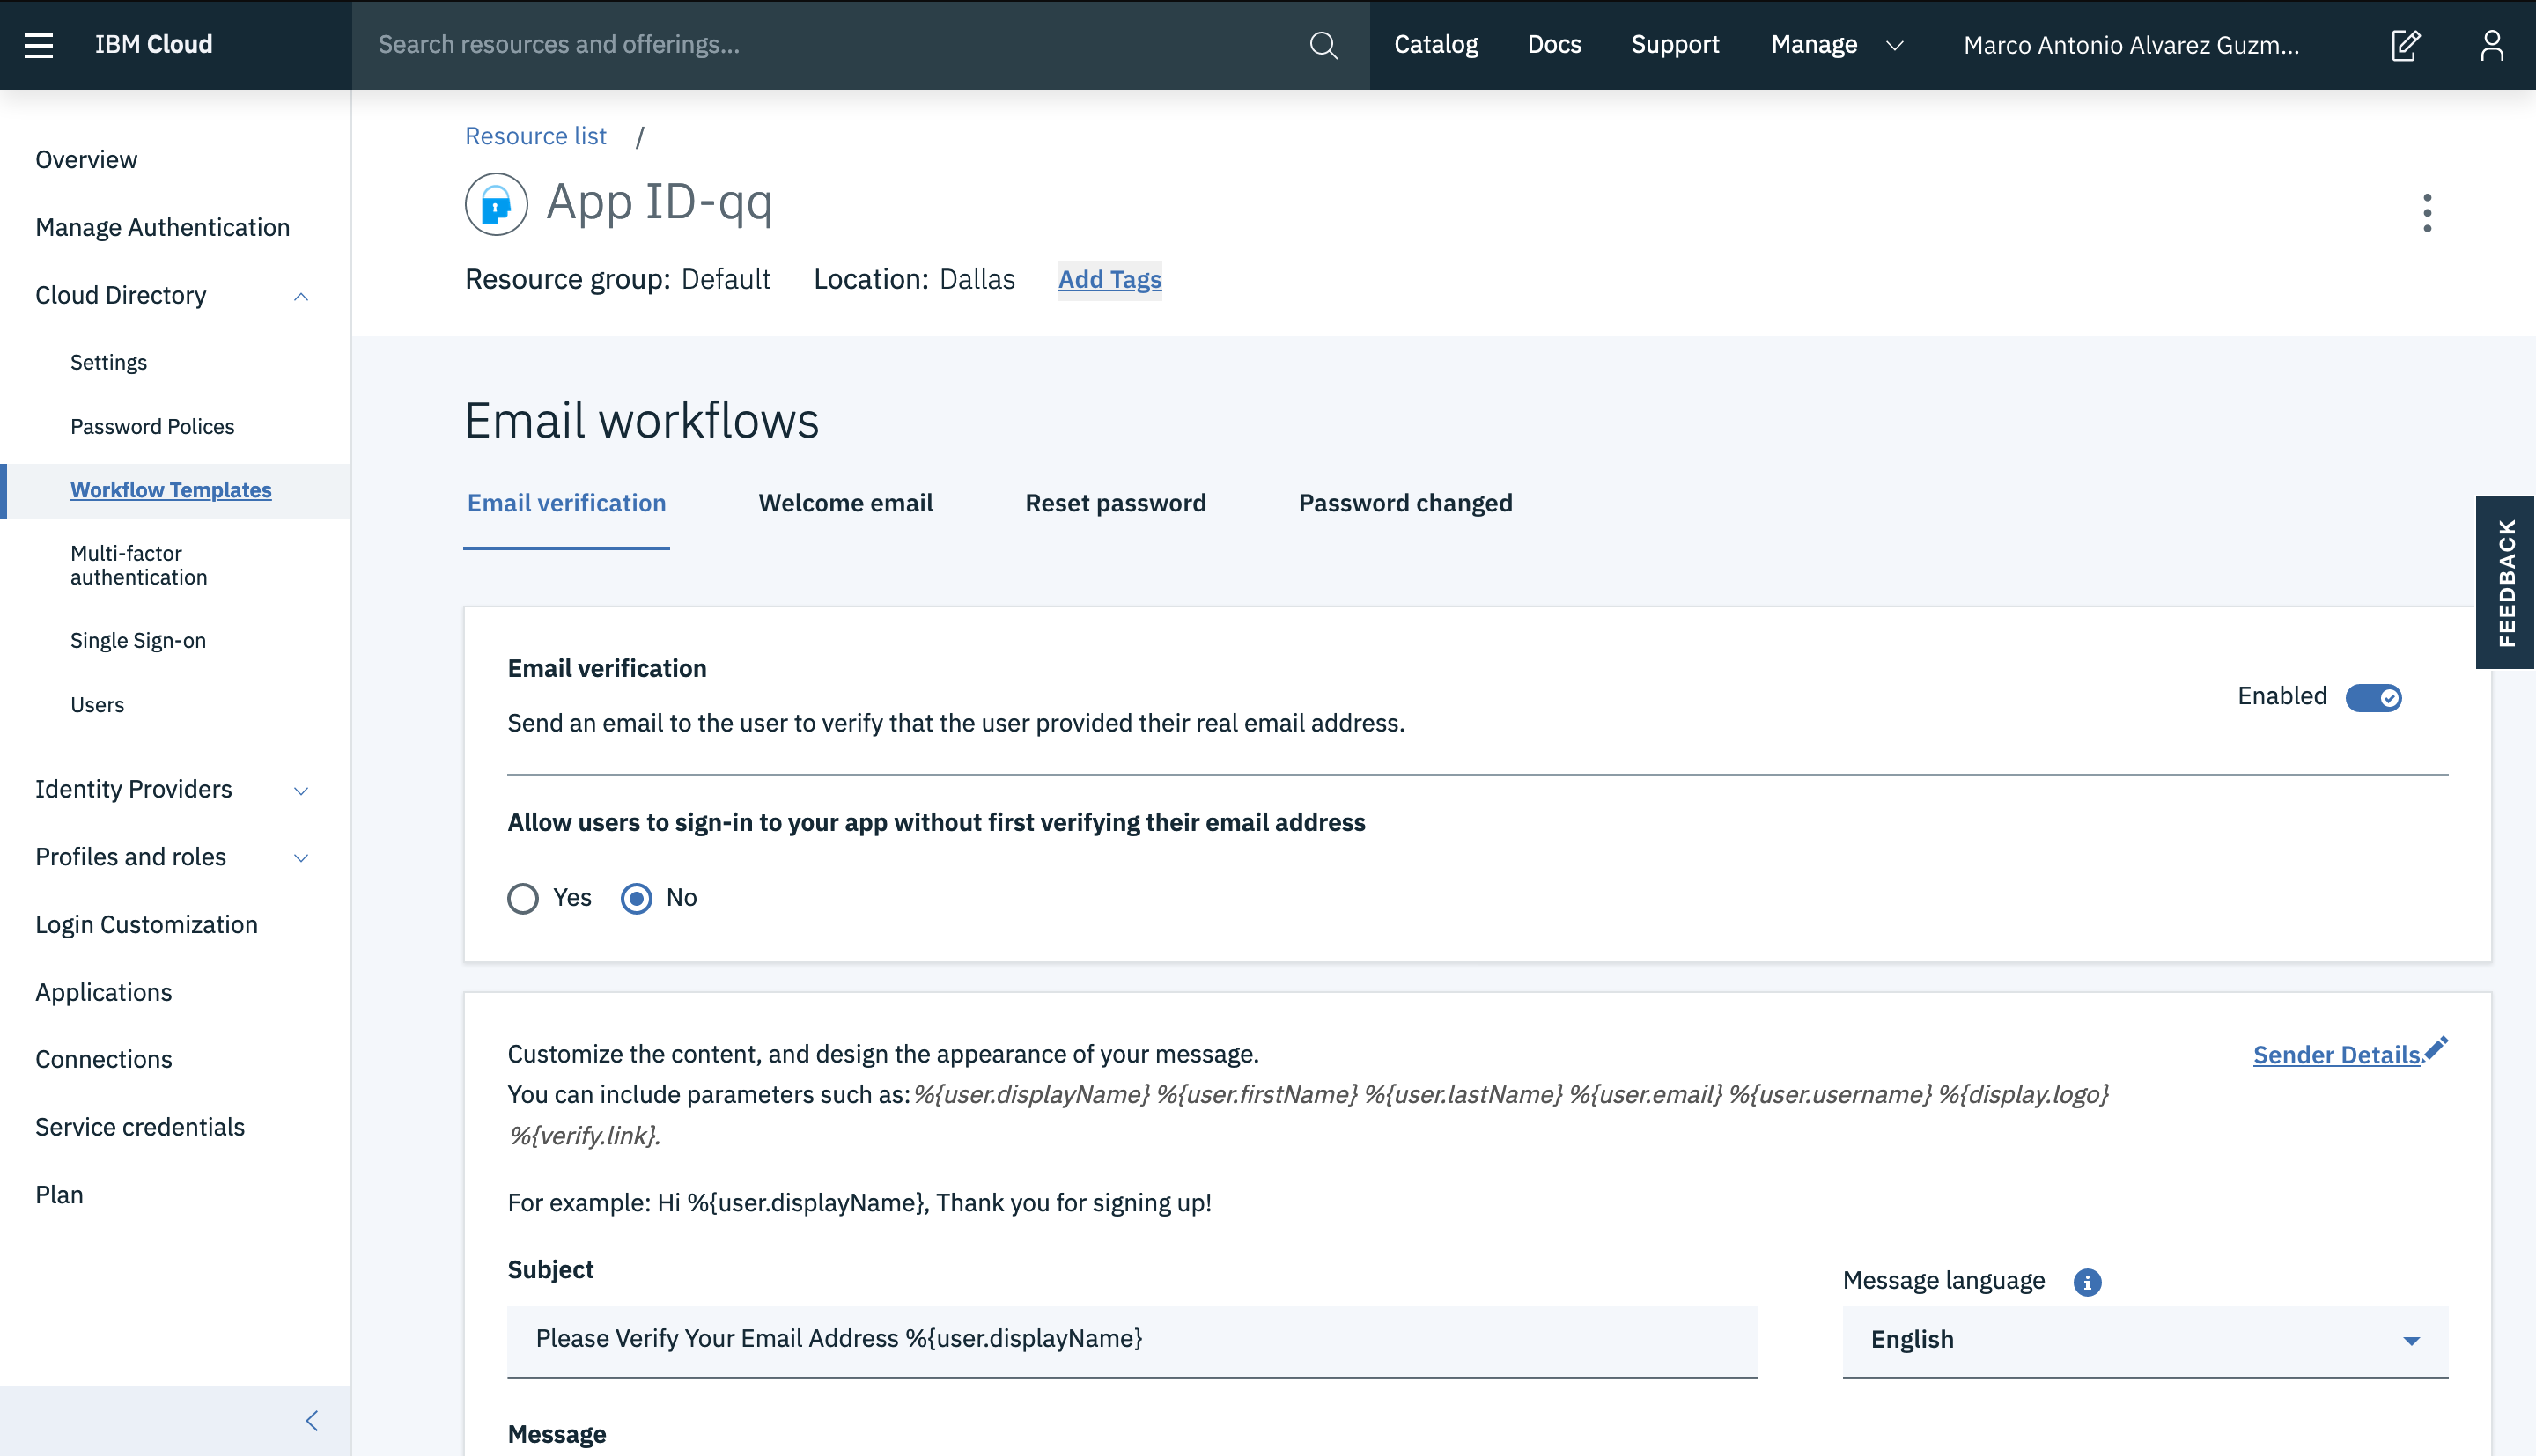 IBM Cloud
Search resources and offerings...
Catalog
Docs
Support
Manage
Marco Antonio Alvarez Guzm...
Overview
Manage Authentication
Cloud Directory
Settings
Password Polices
Workflow Templates
Multi-factor
authentication
Single Sign-on
Users
Identity Providers
Profiles and roles
Login Customization
Applications
Connections
Service credentials
Plan
Resource list /
App ID-qq
Resource group: Default Location: Dallas Add Tags
Email workflows
Email verification
Welcome email
Reset password
Password changed
FEEDBACK
Email verification
Send an email to the user to verify that the user provided their real email address.
Enabled
Allow users to sign-in to your app without first verifying their email address
Yes
No
Customize the content, and design the appearance of your message.
Sender Details
You can include parameters such as: %{user.displayName} %{user.firstName} %{user.lastName} %{user.email} %{user.username} %{display.logo}
%{verify.link}.
For example: Hi %{user.displayName}, Thank you for signing up!
Subject
Please Verify Your Email Address %{user.displayName}
Message language
English
Message